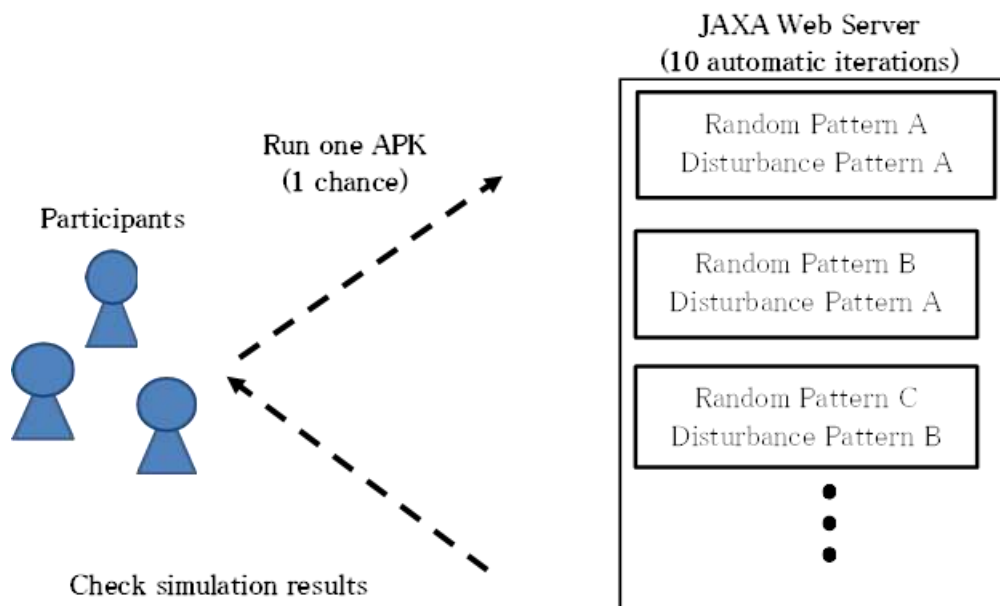 JAXA Web Server
(10 automatic iterations)
Random Pattern A
Disturbance Pattern A
Run one APK
(1 chance)
Participants
Random Pattern B
Disturbance Pattern A
Random Pattern C
Disturbance Pattern B
Check simulation results